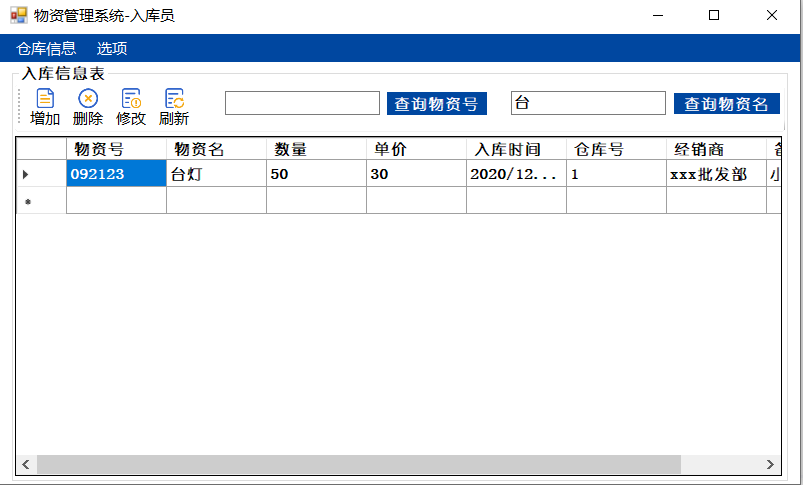 物资管理系统-入库员
仓库信息 选项
入库信息表
增加 删除 修改 刷新 查询物资号 台 查询物资名
物资号 物资名 数量 单价 入库时间 仓库号 经销商
092123 台灯 50 30 2020/12... 1 xxx批发部 小
*